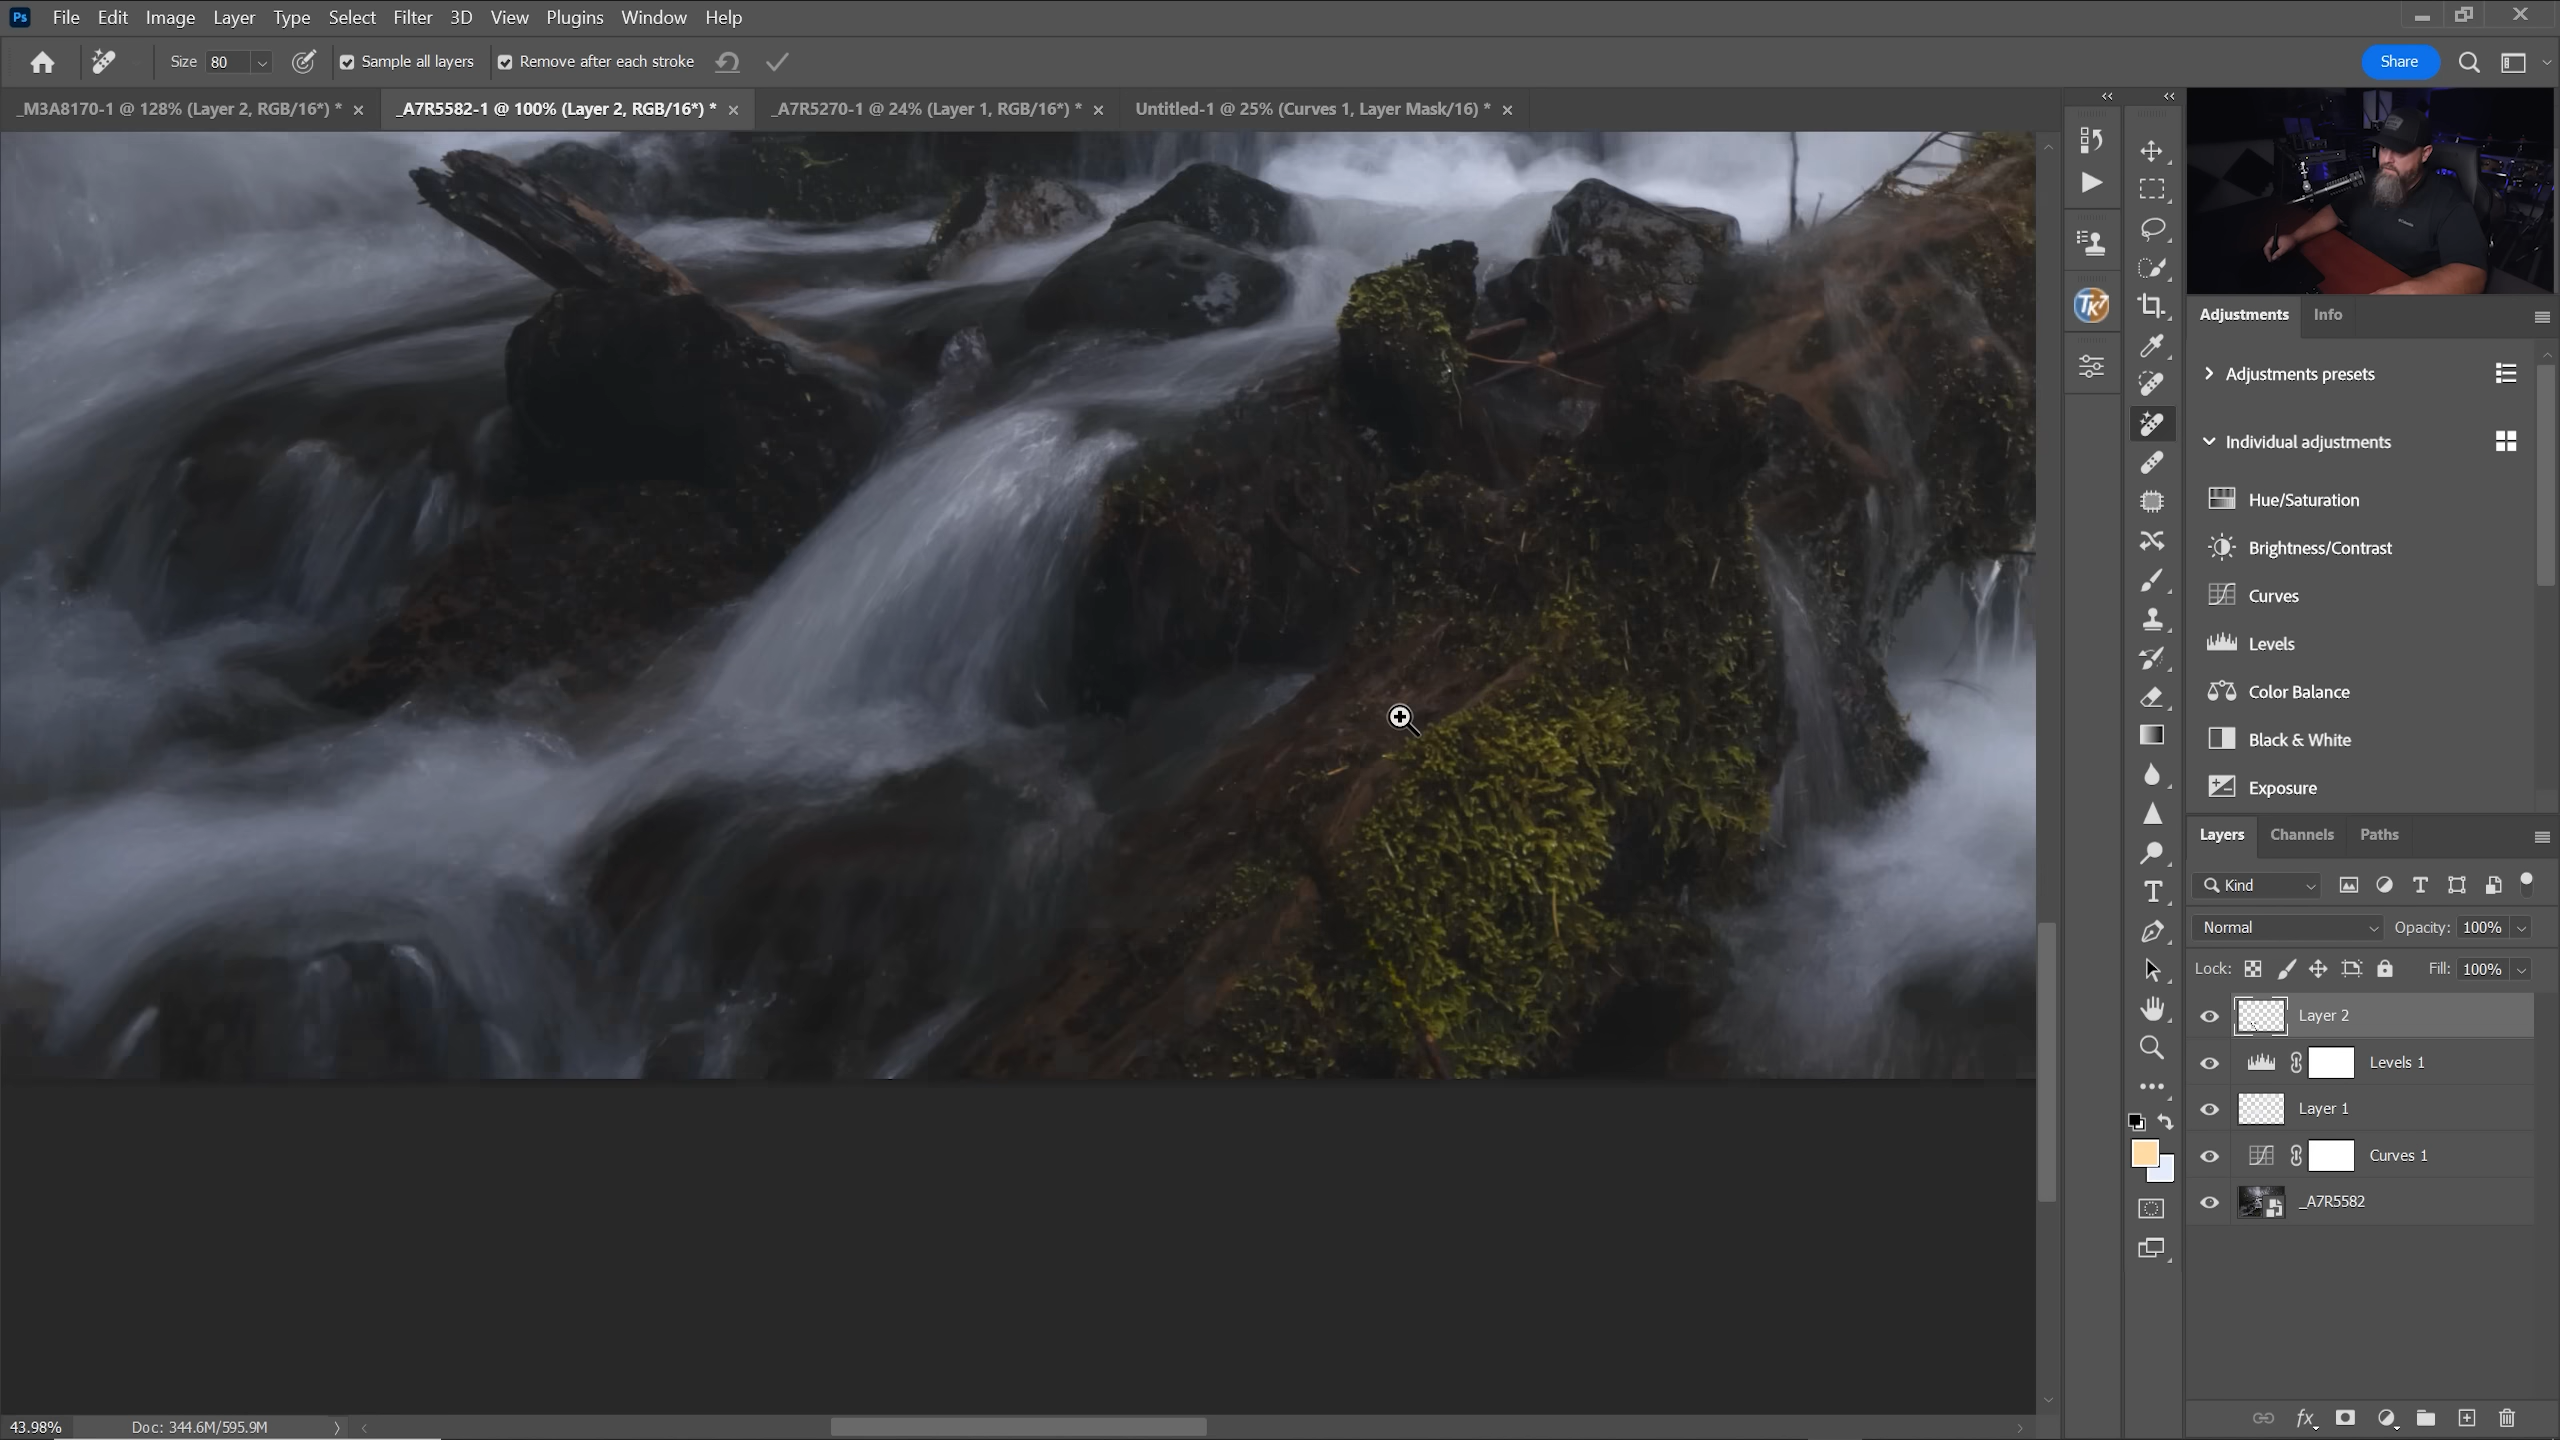 Ps File Edit Image Layer Type Select Filter 3D View Plugins Window Help
Size 80 Sample all layers Remove after each stroke Share
_M3A8170-1 @ 128% (Layer 2, RGB/16*) * × _A7R5582-1 @ 100% (Layer 2, RGB/16*) * × _A7R5270-1 @ 24% (Layer 1, RGB/16*) * × Untitled-1 @ 25% (Curves 1, Layer Mask/16) * ×
TK7
Adjustments Info
Adjustments presets
Individual adjustments
Hue/Saturation
Brightness/Contrast
Curves
Levels
Color Balance
Black & White
Exposure
Layers Channels Paths
Kind
Normal Opacity: 100%
Lock: Fill: 100%
Layer 2
Levels 1
Layer 1
Curves 1
_A7R5582
fx
43.98% Doc: 344.6M/595.9M